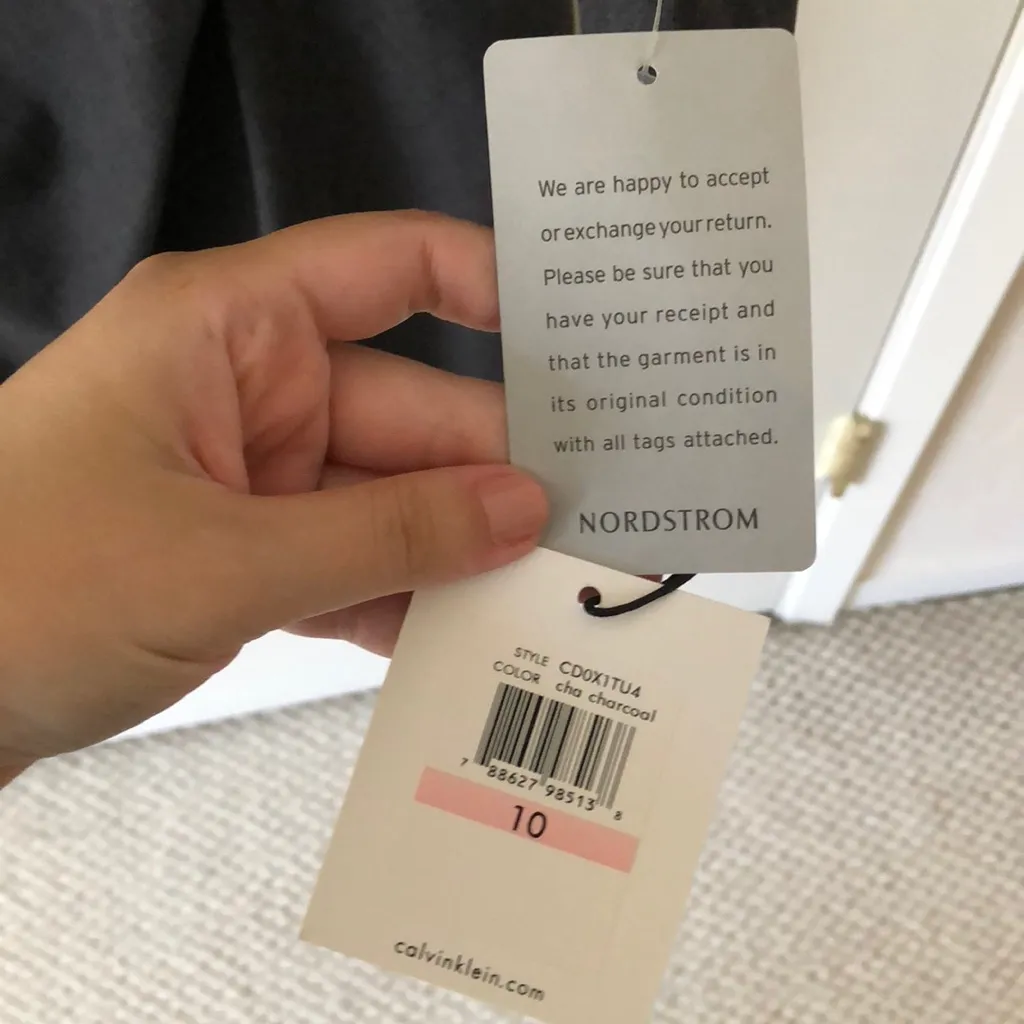 We are happy to accept
or exchange your return.
Please be sure that you
have your receipt and
that the garment is in
its original condition
with all tags attached.
NORDSTROM
STYLE CD0X1TU4
COLOR cha charcoal
7 88627 98513 8
10
calvinklein.com